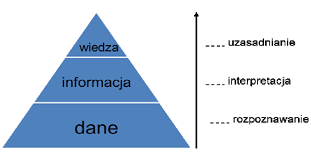 wiedza
uzasadnianie
informacja
interpretacja
dane
rozpoznawanie